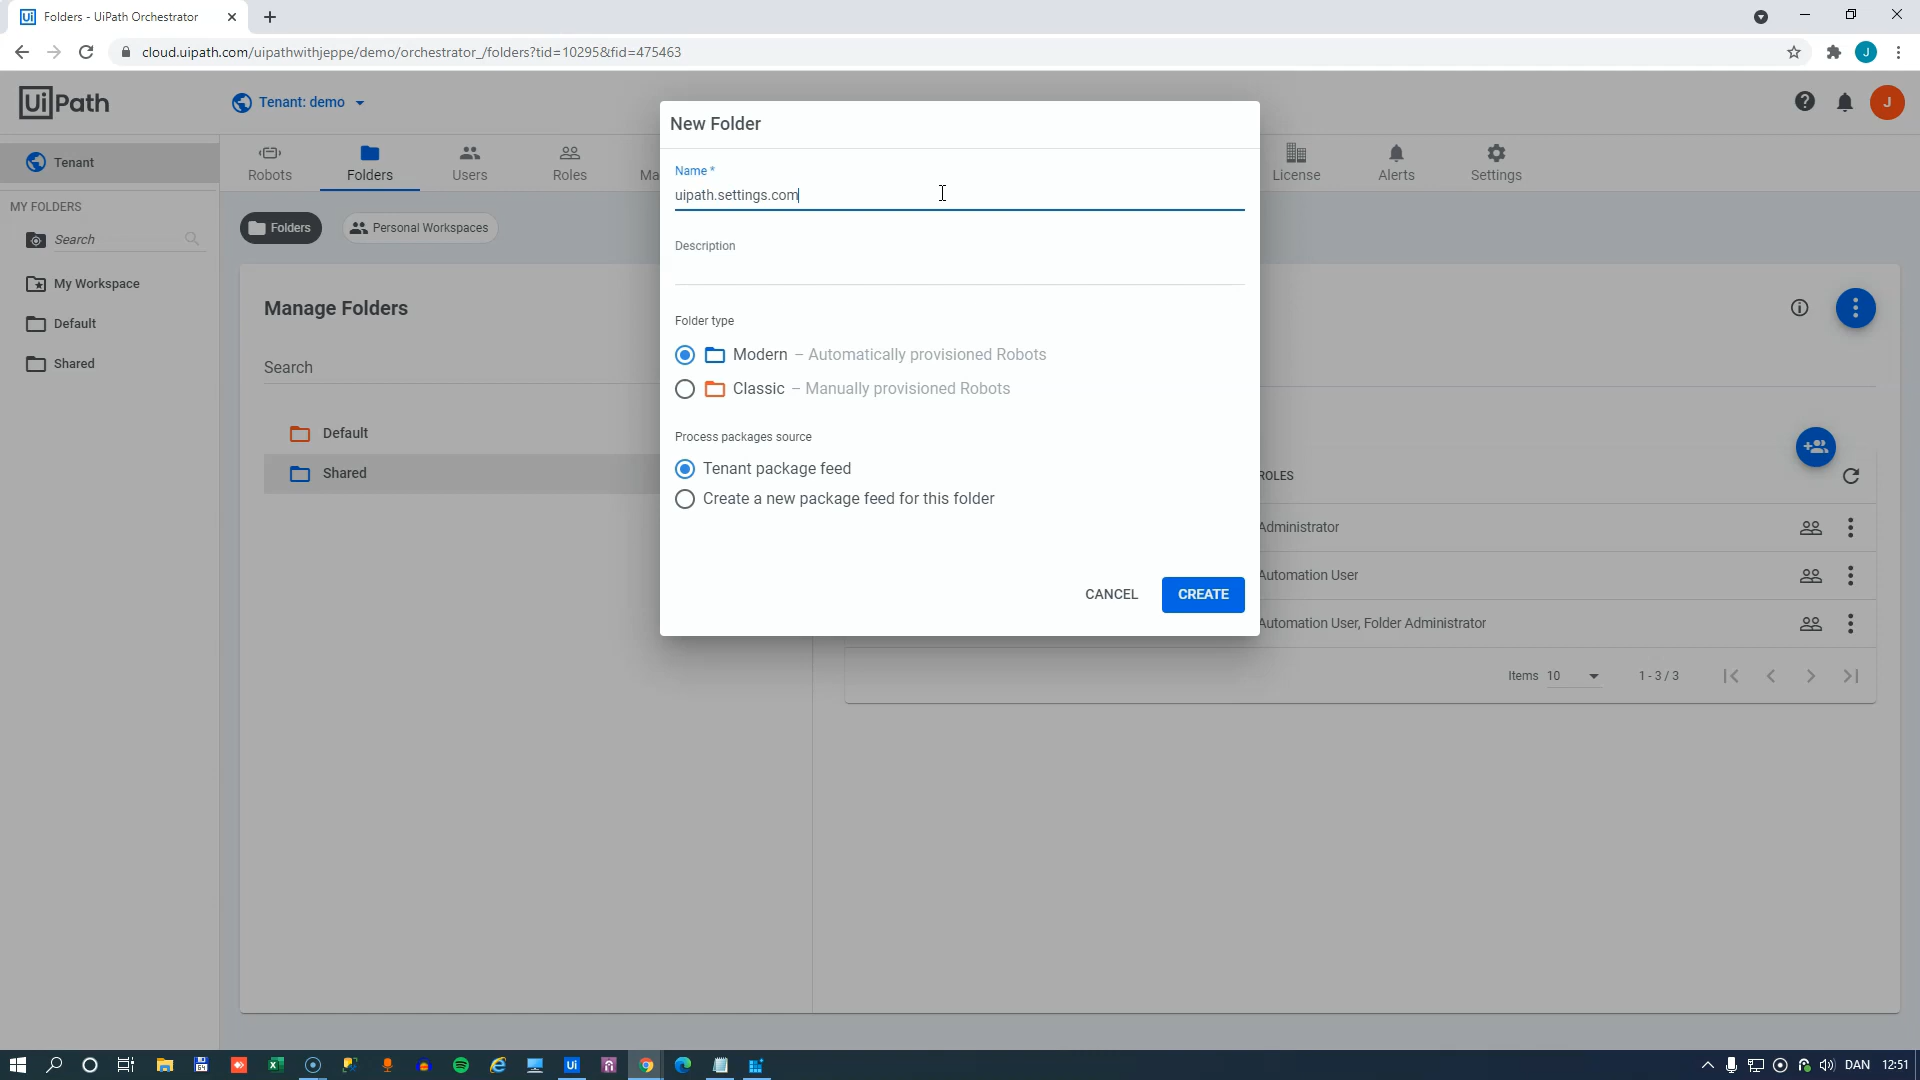 Folders - UiPath Orchestrator
cloud.uipath.com/uipathwithjeppe/demo/orchestrator_/folders?tid=10295&fid=475463
J
UiPath
Tenant: demo
J
Tenant
Robots
Folders
Users
Roles
Ma
License
Alerts
Settings
MY FOLDERS
Search
My Workspace
Default
Shared
Folders
Personal Workspaces
Manage Folders
Search
Default
Shared
New Folder
Name *
uipath.settings.com
Description
Folder type
Modern – Automatically provisioned Robots
Classic – Manually provisioned Robots
Process packages source
Tenant package feed
Create a new package feed for this folder
CANCEL
CREATE
ROLES
Administrator
Automation User
Automation User, Folder Administrator
Items 10
1 - 3 / 3
Ui
DAN
12:51